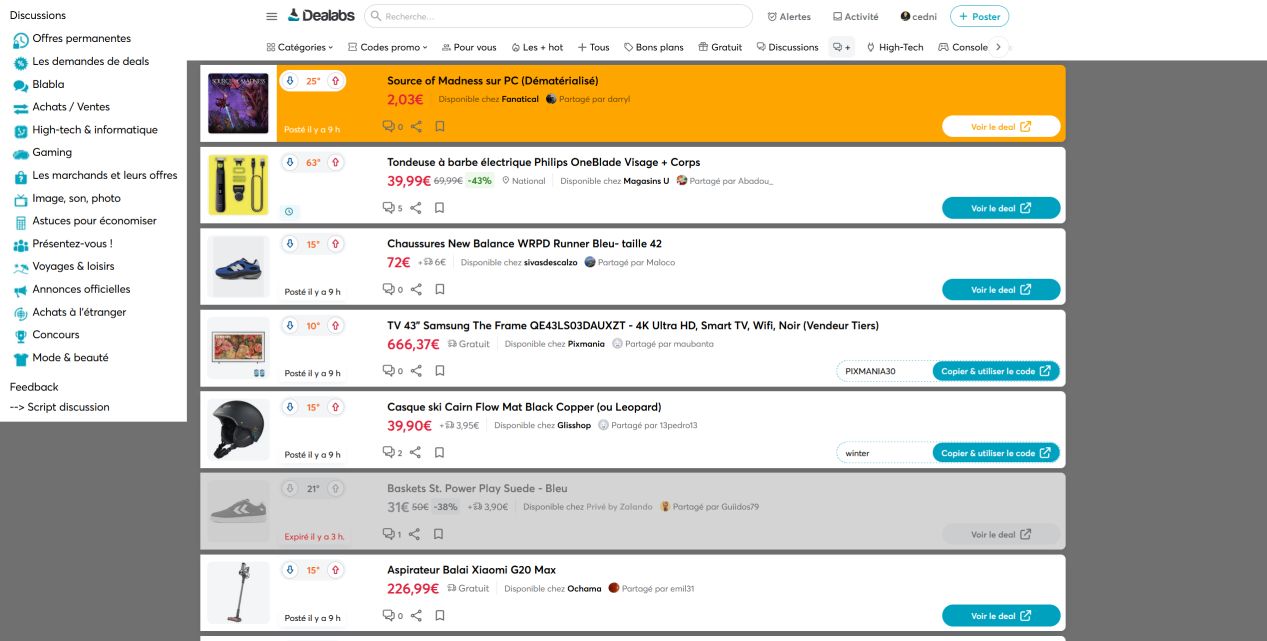 Discussions
Offres permanentes
Les demandes de deals
Blabla
Achats / Ventes
High-tech & informatique
Gaming
Les marchands et leurs offres
Image, son, photo
Astuces pour économiser
Présentez-vous !
Voyages & loisirs
Annonces officielles
Achats à l'étranger
Concours
Mode & beauté
Feedback
--> Script discussion
Dealabs Recherche... Alertes Activité cedni + Poster
Catégories Codes promo Pour vous Les + hot Tous Bons plans Gratuit Discussions + High-Tech Console
25° Source of Madness sur PC (Dématérialisé)
2,03€ Disponible chez Fanatical Partagé par darryl
Posté il y a 9 h 0 Voir le deal
63° Tondeuse à barbe électrique Philips OneBlade Visage + Corps
39,99€ 69,99€ -43% National Disponible chez Magasins U Partagé par Abadou_
5 Voir le deal
15° Chaussures New Balance WRPD Runner Bleu- taille 42
72€ +6€ Disponible chez sivasdescalzo Partagé par Maloco
Posté il y a 9 h 0 Voir le deal
10° TV 43" Samsung The Frame QE43LS03DAUXZT - 4K Ultra HD, Smart TV, Wifi, Noir (Vendeur Tiers)
666,37€ Gratuit Disponible chez Pixmania Partagé par maubanta
Posté il y a 9 h 0 PIXMANIA30 Copier & utiliser le code
15° Casque ski Cairn Flow Mat Black Copper (ou Leopard)
39,90€ +3,95€ Disponible chez Glisshop Partagé par 13pedro13
Posté il y a 9 h 2 winter Copier & utiliser le code
21° Baskets St. Power Play Suede - Bleu
31€ 50€ -38% +3,90€ Disponible chez Privé by Zalando Partagé par Guiidos79
Expiré il y a 3 h. 1 Voir le deal
15° Aspirateur Balai Xiaomi G20 Max
226,99€ Gratuit Disponible chez Ochama Partagé par emil31
Posté il y a 9 h 0 Voir le deal